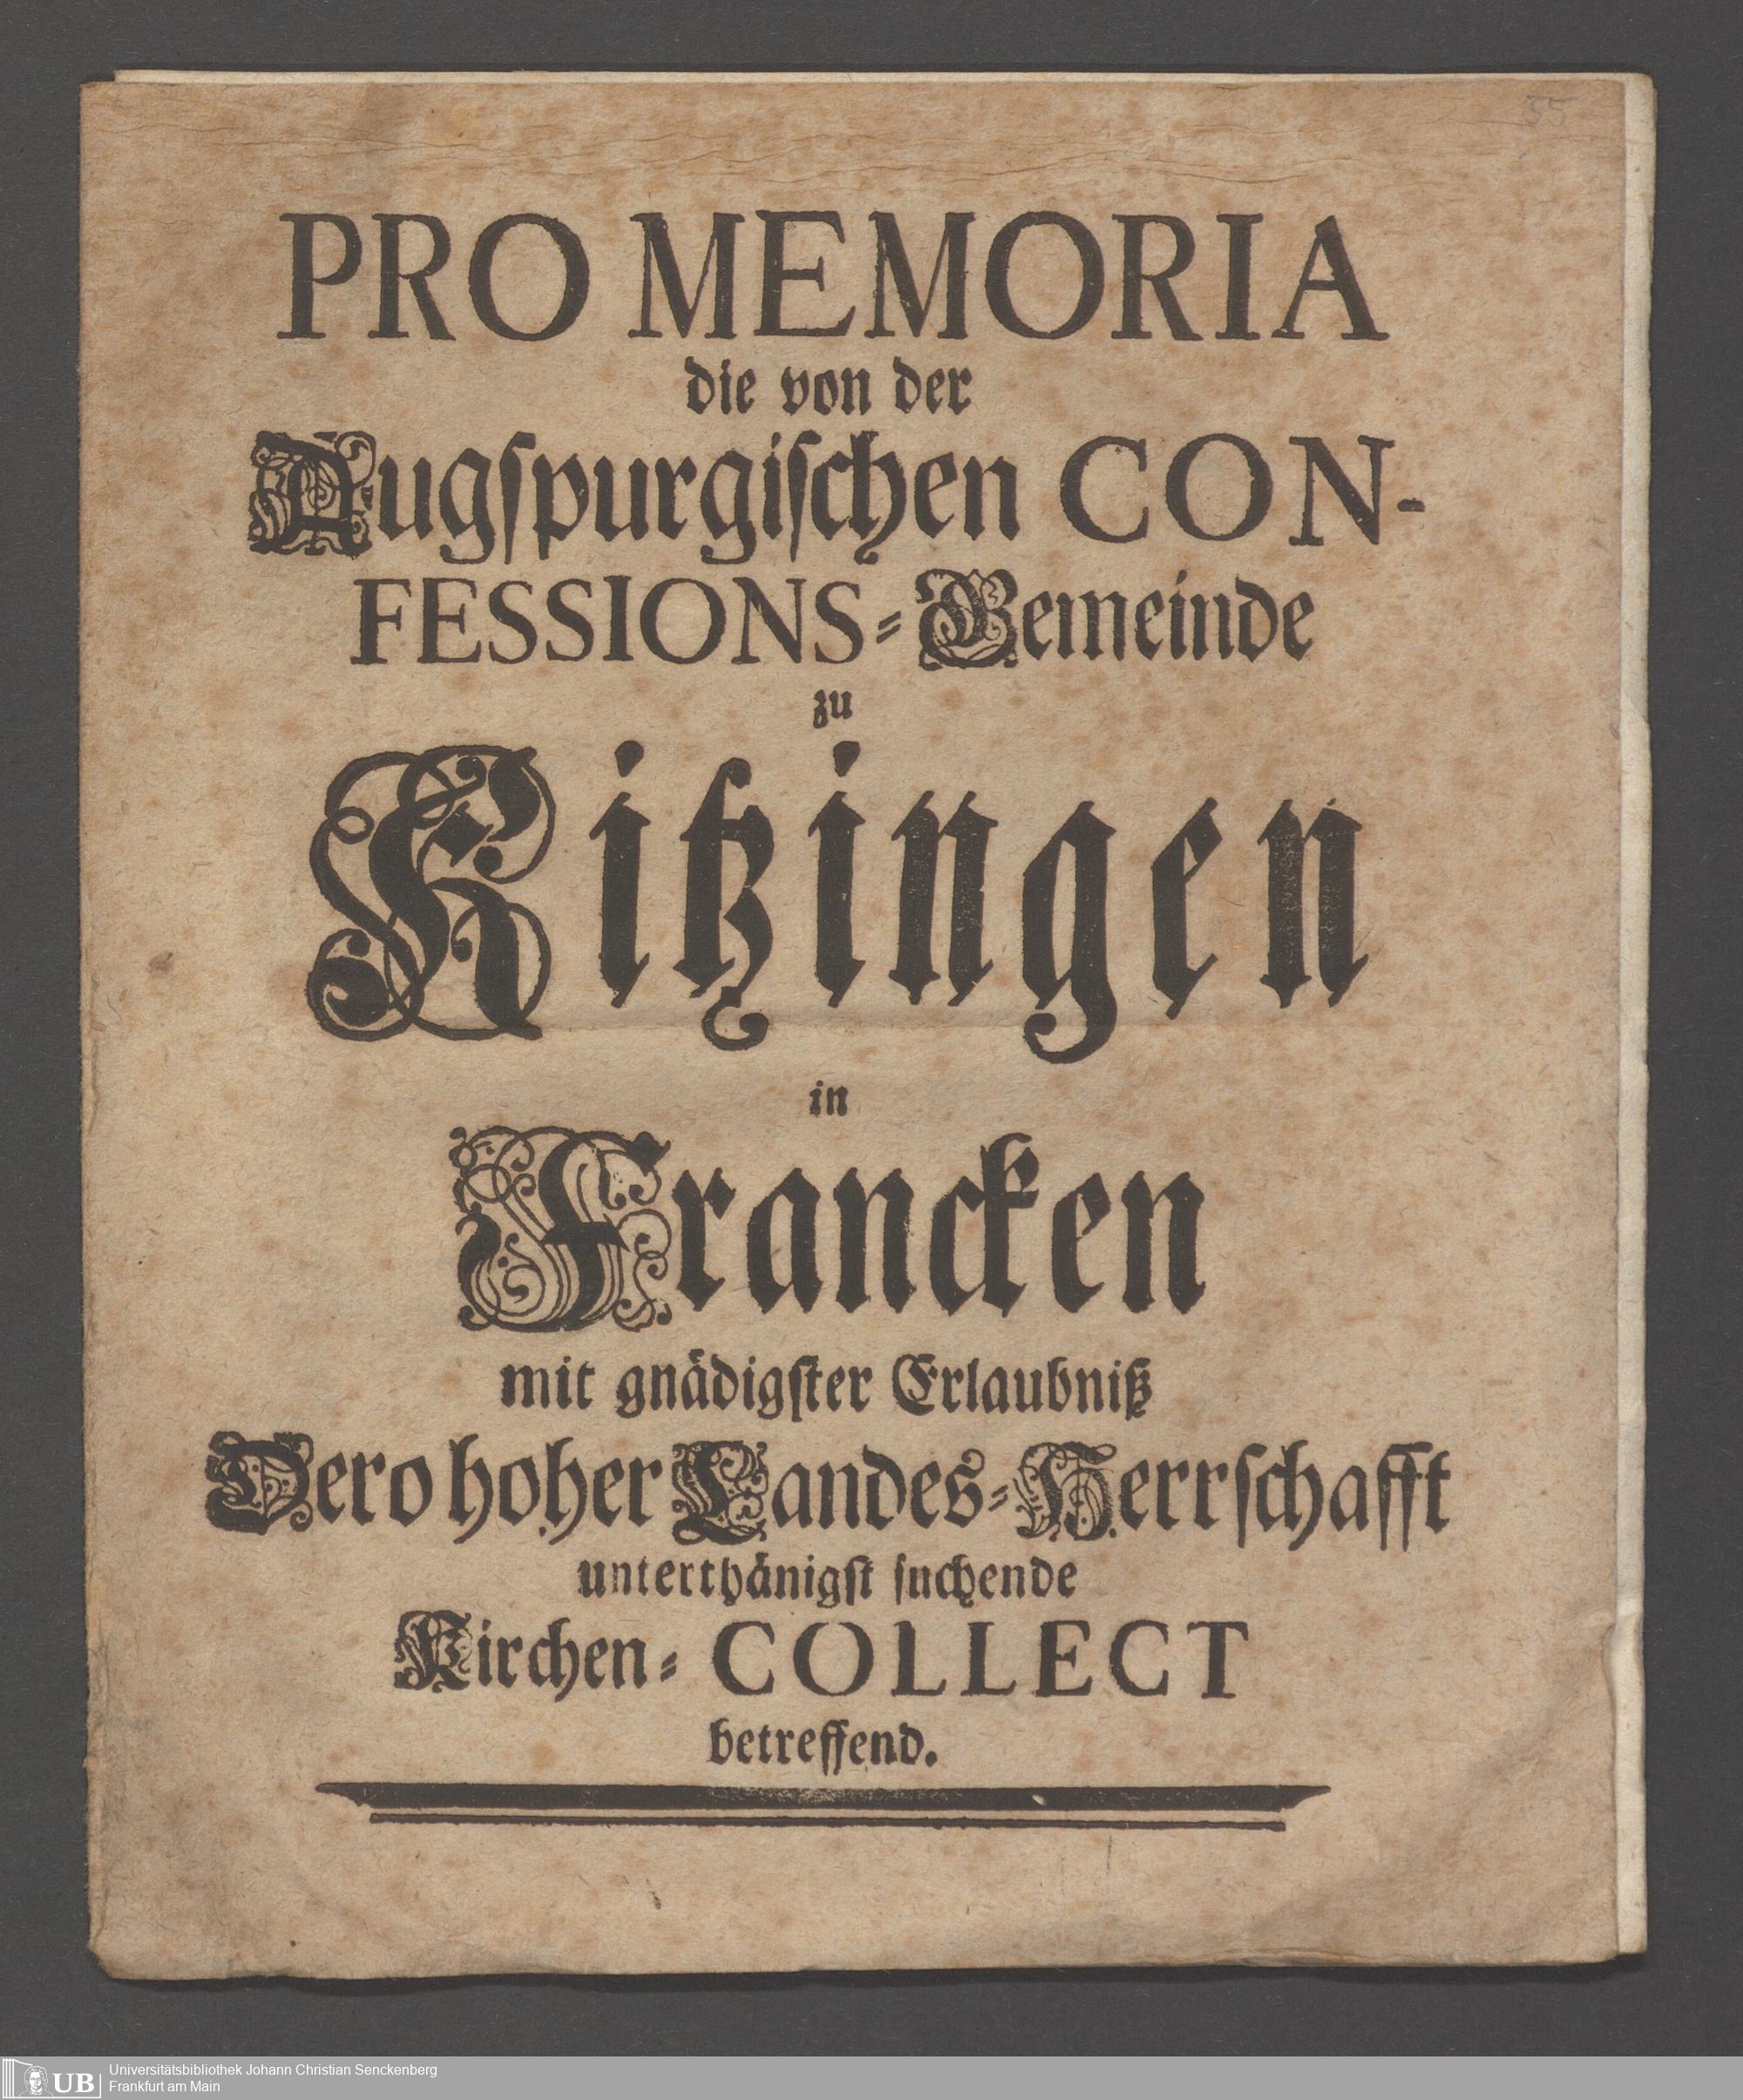 55
PRO MEMORIA
die von der
Augſpurgiſchen CON-
FESSIONS-Gemeinde
zu
Kitzingen
in
Francken
mit gnädigſter Erlaubniß
Dero hoher Landes-Herrſchafft
unterthänigſt ſuchende
Kirchen-COLLECT
betreffend.
UB
Universitätsbibliothek Johann Christian Senckenberg
Frankfurt am Main